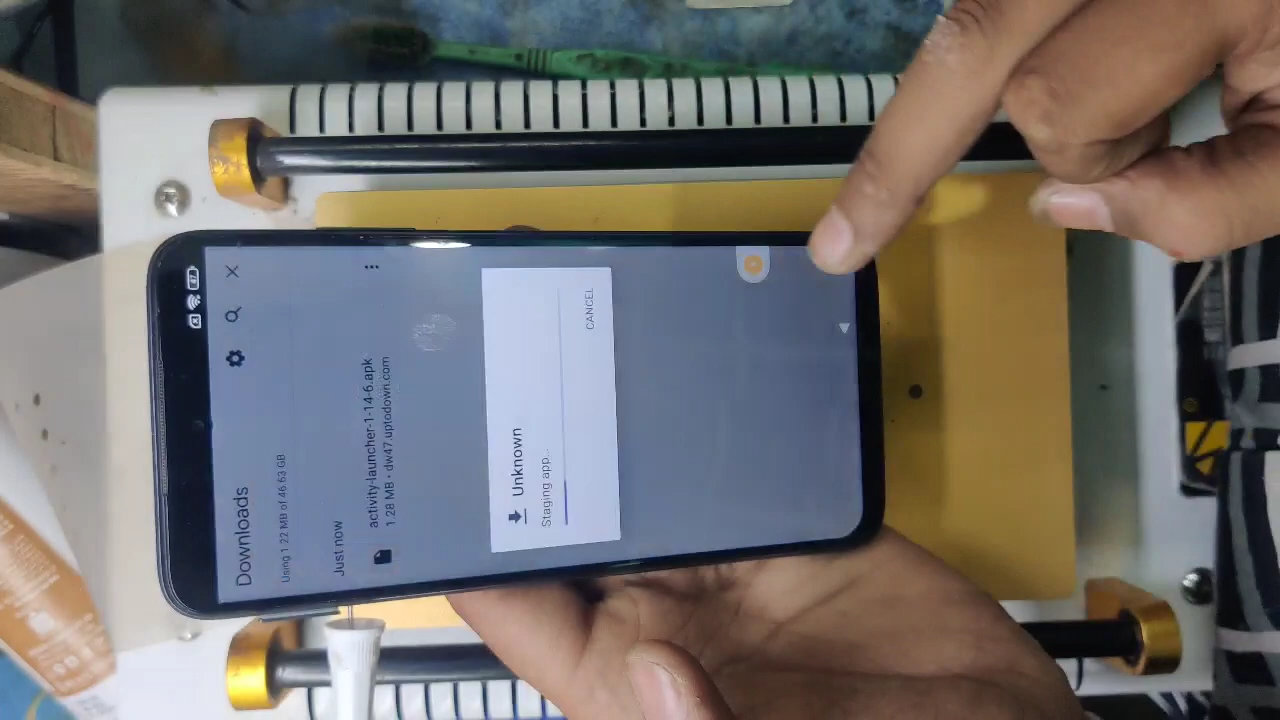 Downloads
Using 1.22 MB of 46.63 GB
Just now
activity-launcher-1-14-6.apk
1.28 MB • dw47.uptodown.com
Unknown
Staging app...
CANCEL